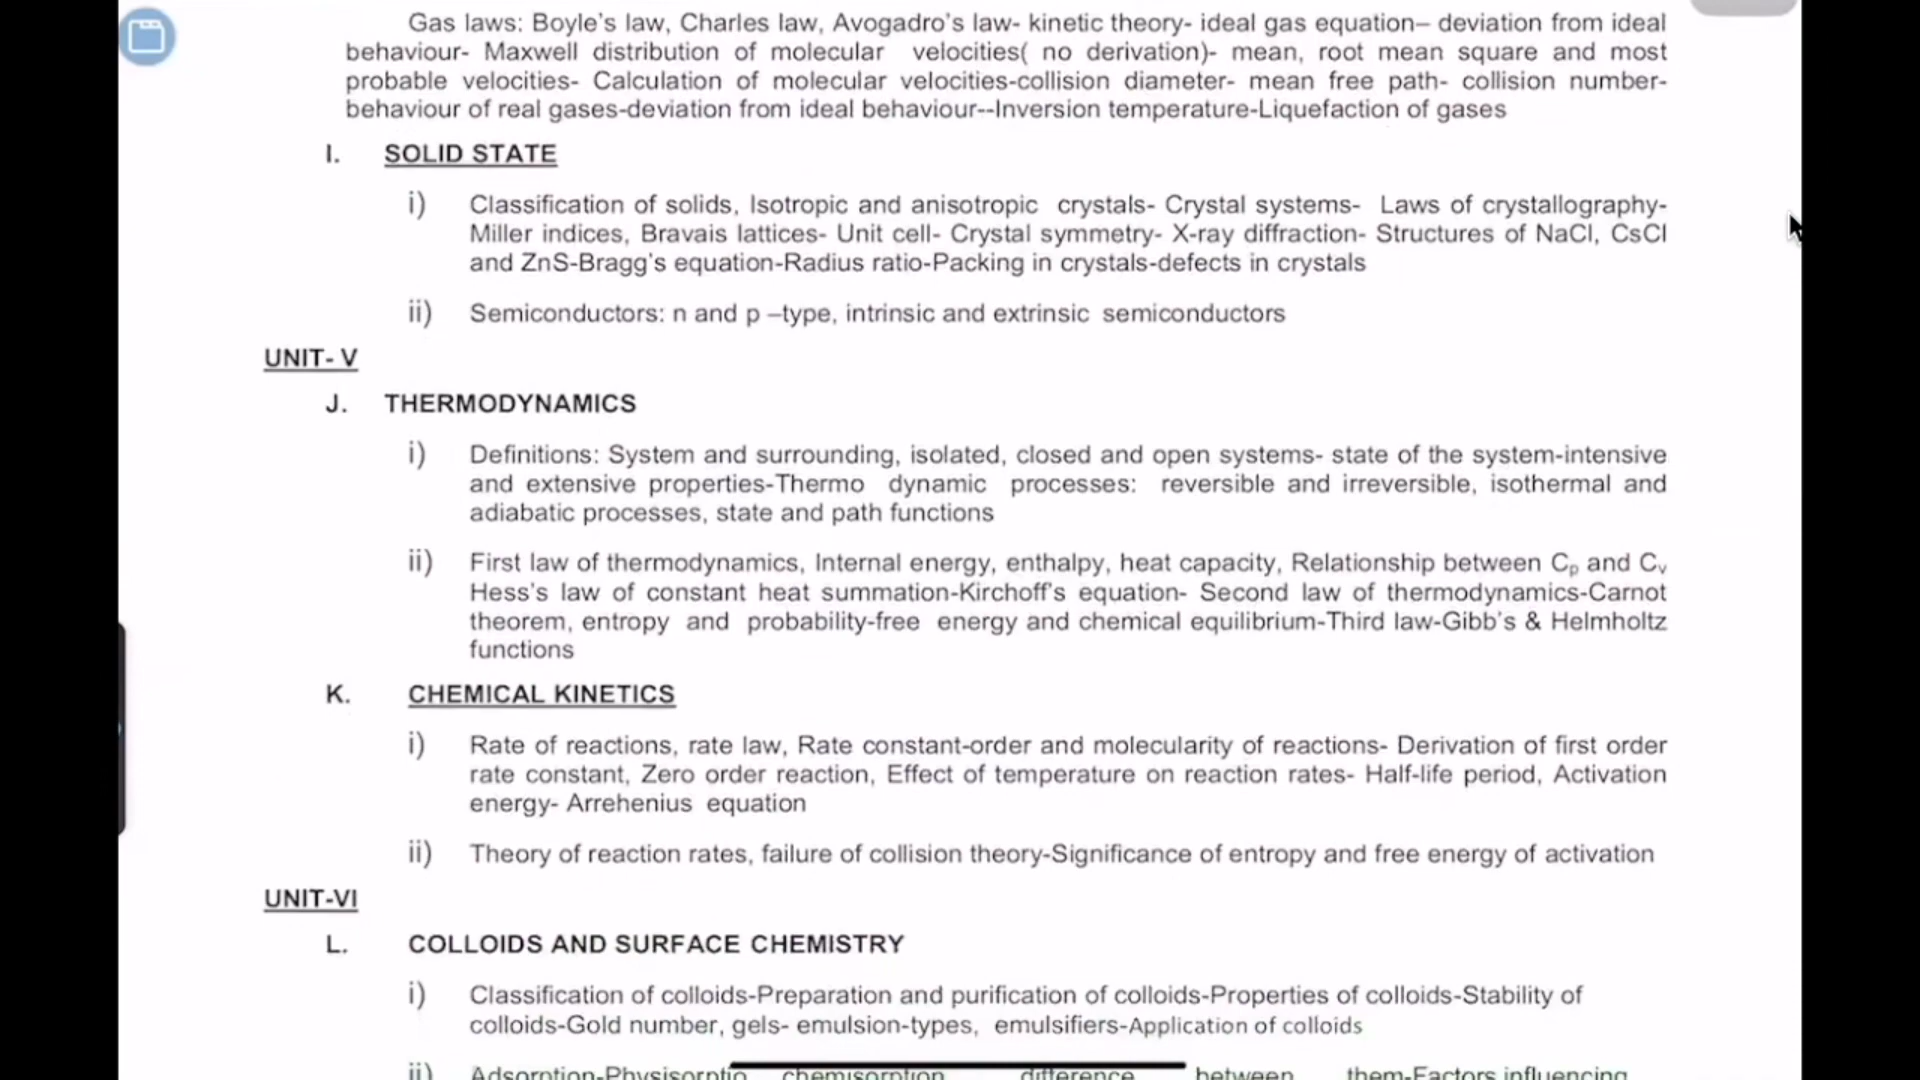 Gas laws: Boyle's law, Charles law, Avogadro's law- kinetic theory- ideal gas equation– deviation from ideal
behaviour- Maxwell distribution of molecular velocities( no derivation)- mean, root mean square and most
probable velocities- Calculation of molecular velocities-collision diameter- mean free path- collision number-
behaviour of real gases-deviation from ideal behaviour--Inversion temperature-Liquefaction of gases
I. SOLID STATE
i) Classification of solids, Isotropic and anisotropic crystals- Crystal systems- Laws of crystallography-
Miller indices, Bravais lattices- Unit cell- Crystal symmetry- X-ray diffraction- Structures of NaCl, CsCl
and ZnS-Bragg's equation-Radius ratio-Packing in crystals-defects in crystals
ii) Semiconductors: n and p –type, intrinsic and extrinsic semiconductors
UNIT- V
J. THERMODYNAMICS
i) Definitions: System and surrounding, isolated, closed and open systems- state of the system-intensive
and extensive properties-Thermo dynamic processes: reversible and irreversible, isothermal and
adiabatic processes, state and path functions
ii) First law of thermodynamics, Internal energy, enthalpy, heat capacity, Relationship between Cp and Cv
Hess's law of constant heat summation-Kirchoff's equation- Second law of thermodynamics-Carnot
theorem, entropy and probability-free energy and chemical equilibrium-Third law-Gibb's & Helmholtz
functions
K. CHEMICAL KINETICS
i) Rate of reactions, rate law, Rate constant-order and molecularity of reactions- Derivation of first order
rate constant, Zero order reaction, Effect of temperature on reaction rates- Half-life period, Activation
energy- Arrehenius equation
ii) Theory of reaction rates, failure of collision theory-Significance of entropy and free energy of activation
UNIT-VI
L. COLLOIDS AND SURFACE CHEMISTRY
i) Classification of colloids-Preparation and purification of colloids-Properties of colloids-Stability of
colloids-Gold number, gels- emulsion-types, emulsifiers-Application of colloids
ii) Adsorption-Physisorptio chemisorption difference between them-Factors influencing